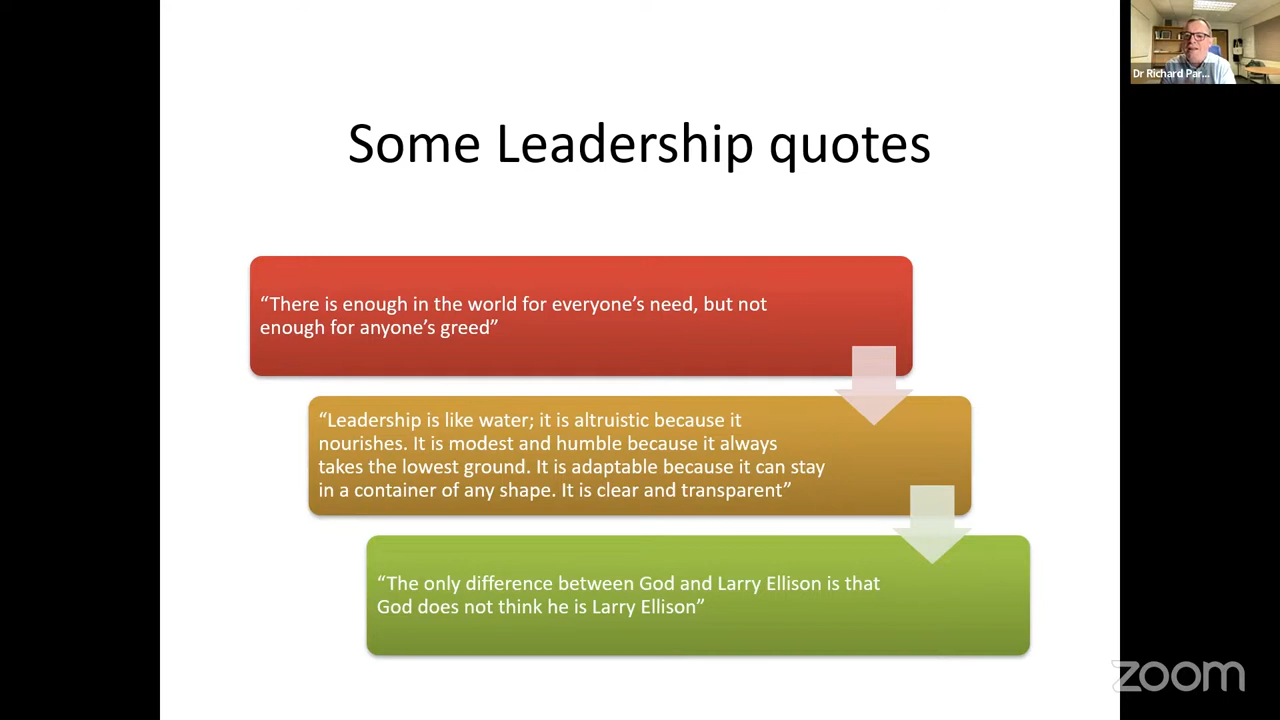 Dr Richard Par...
Some Leadership quotes
“There is enough in the world for everyone’s need, but not
enough for anyone’s greed”
“Leadership is like water; it is altruistic because it
nourishes. It is modest and humble because it always
takes the lowest ground. It is adaptable because it can stay
in a container of any shape. It is clear and transparent”
“The only difference between God and Larry Ellison is that
God does not think he is Larry Ellison”
zoom